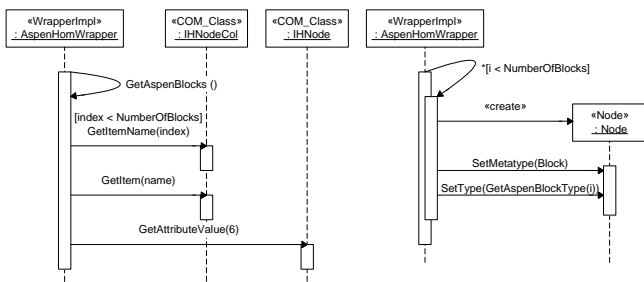 «WrapperImpl»
: AspenHomWrapper
«COM_Class»
: IHNodeCol
«COM_Class»
: IHNode
GetAspenBlocks ()
[index < NumberOfBlocks]
GetItemName(index)
GetItem(name)
GetAttributeValue(6)
«WrapperImpl»
: AspenHomWrapper
*[i < NumberOfBlocks]
«create»
«Node»
: Node
SetMetatype(Block)
SetType(GetAspenBlockType(i))